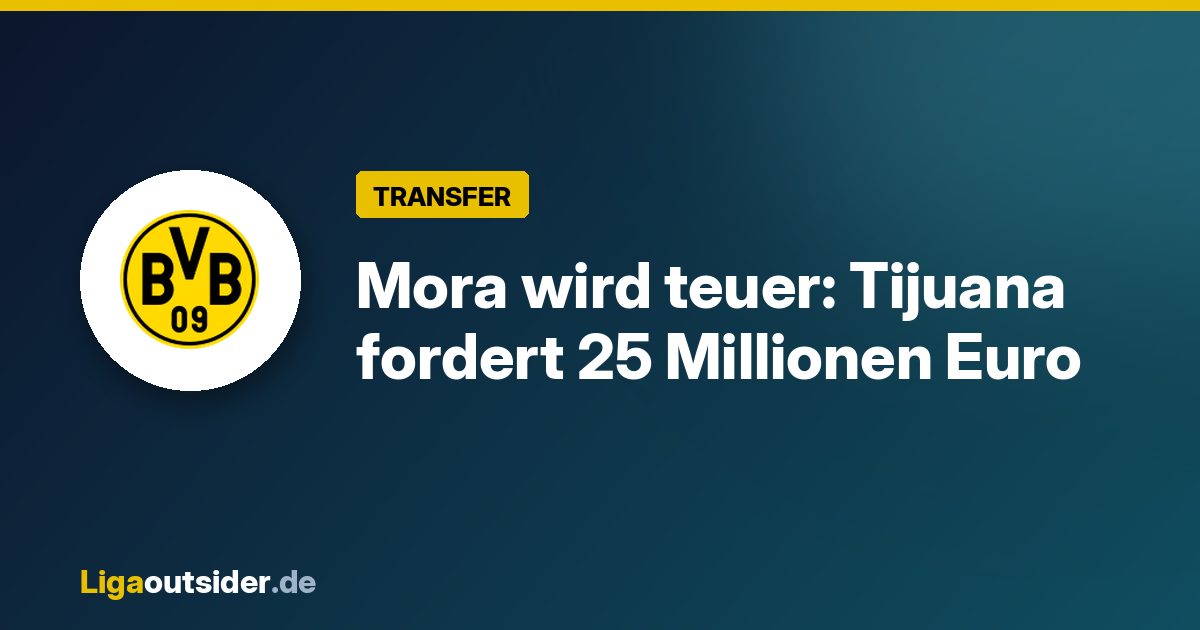 TRANSFER
Mora wird teuer: Tijuana
fordert 25 Millionen Euro
BVB
09
Ligaoutsider.de